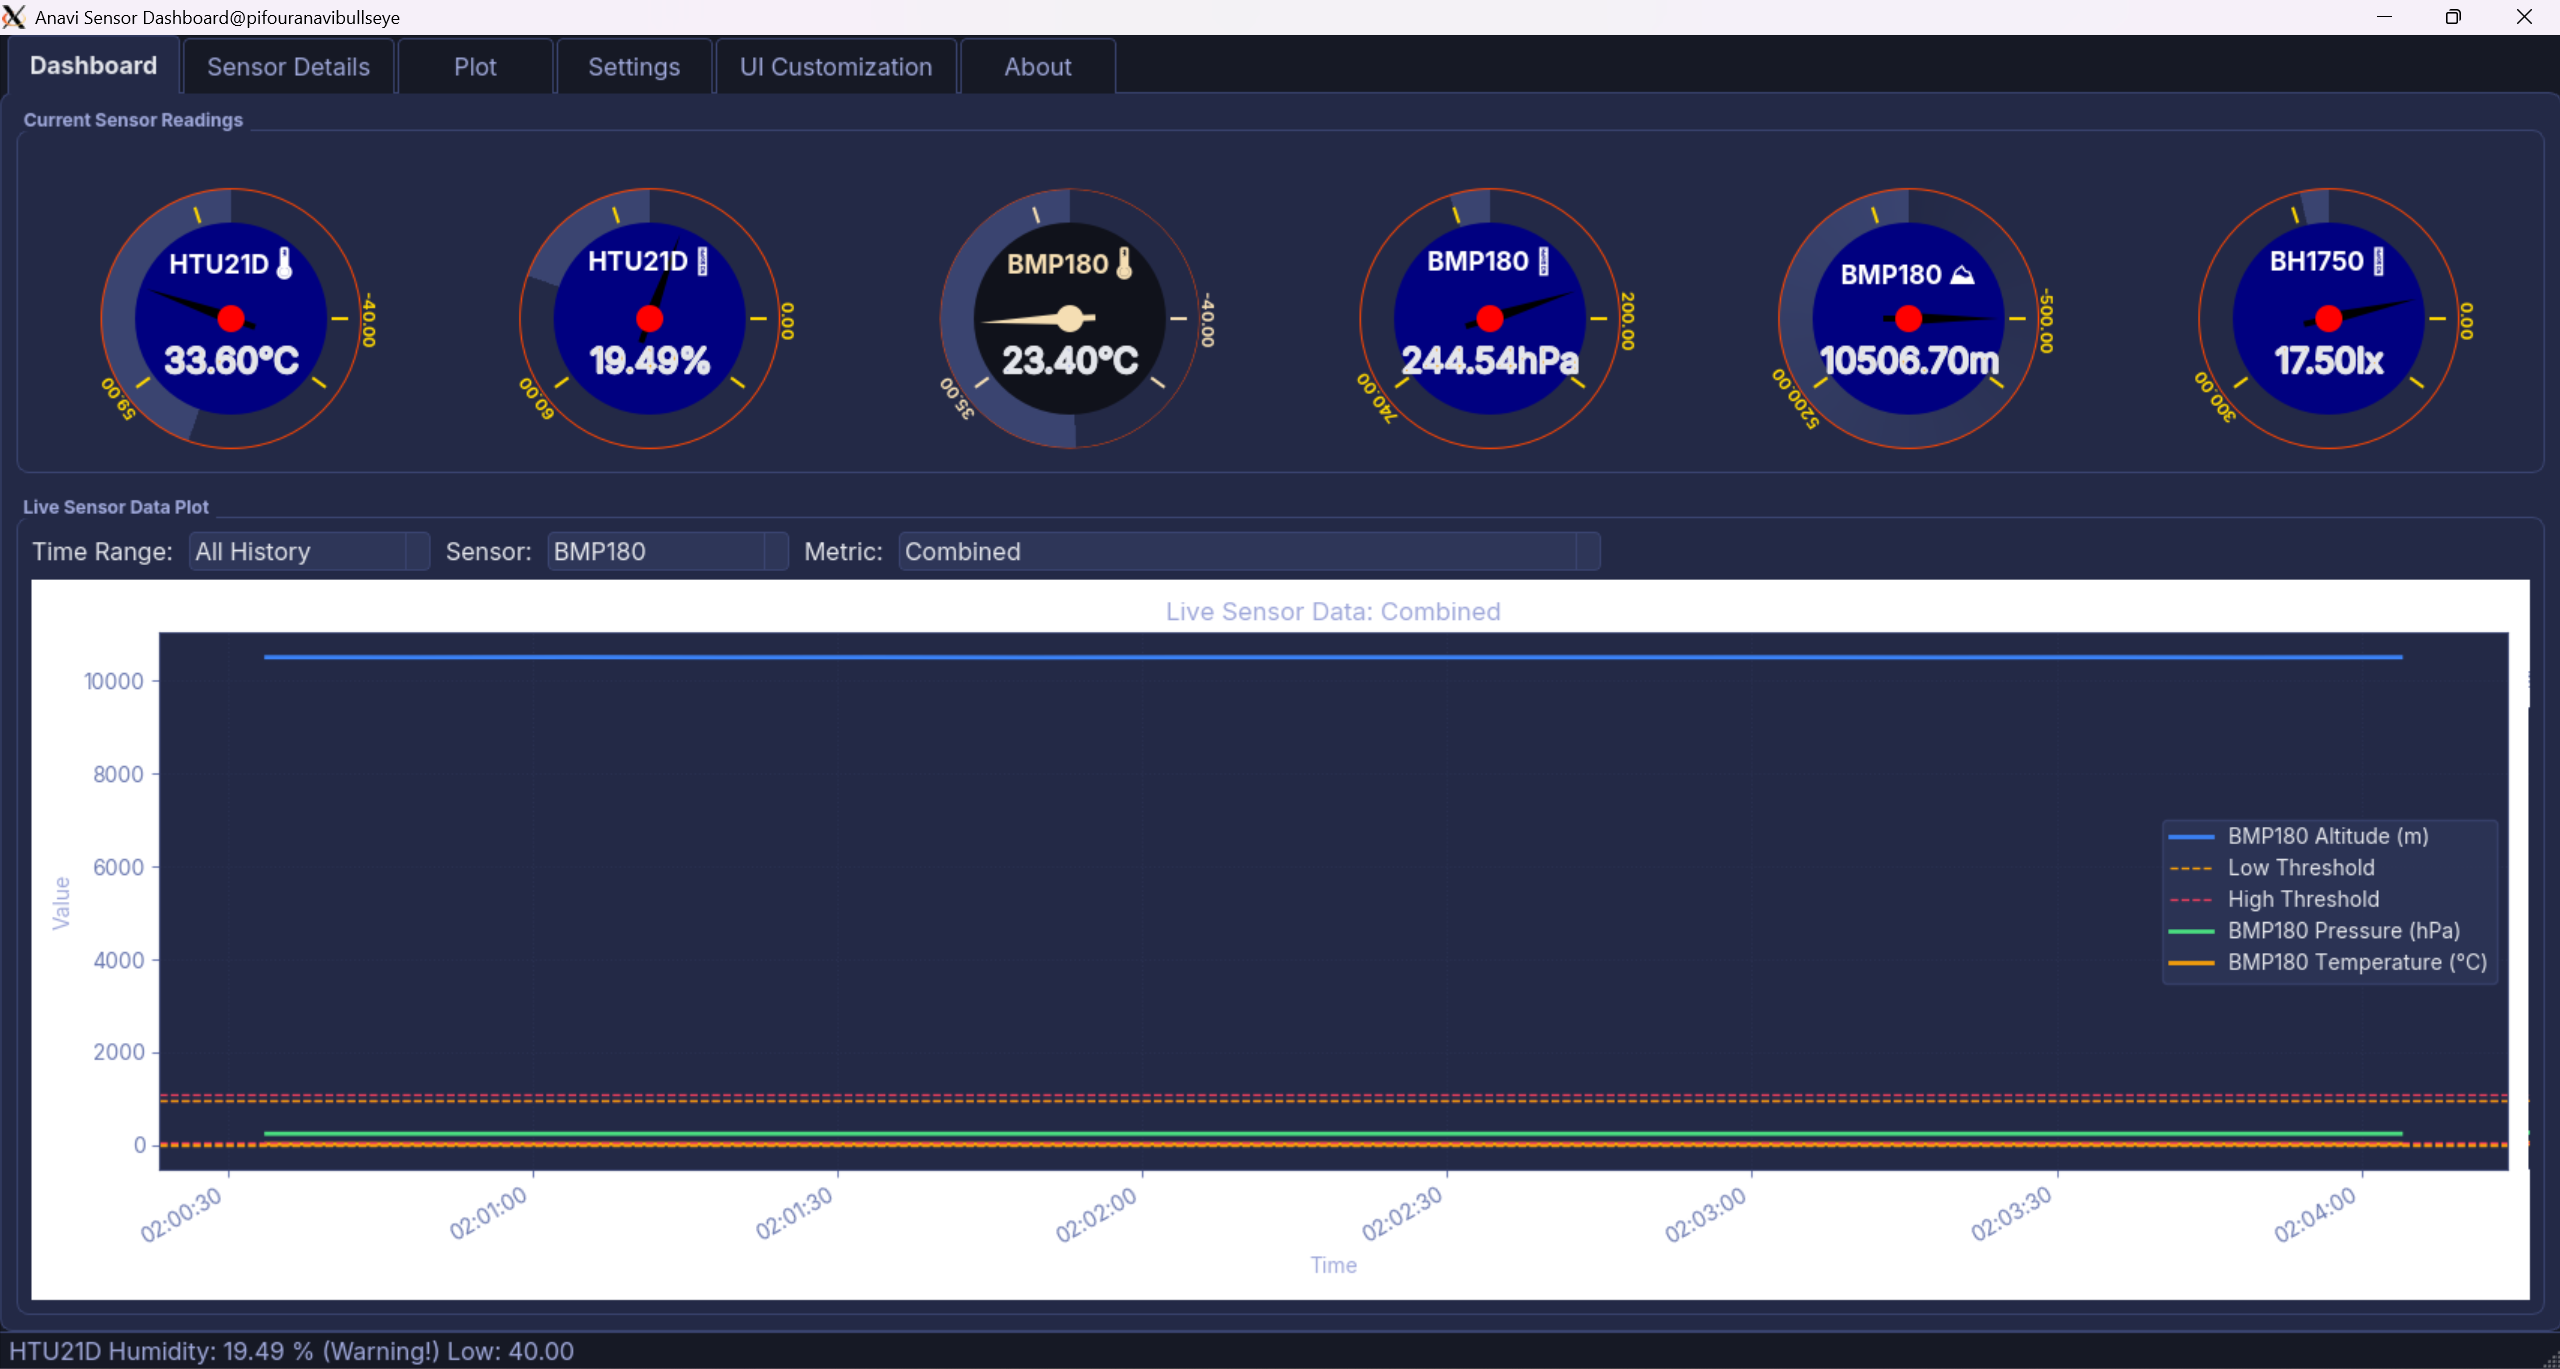 Anavi Sensor Dashboard@pifouranavibullseye
Dashboard Sensor Details Plot Settings UI Customization About
Current Sensor Readings
HTU21D
33.60°C
-40.00
59.00
HTU21D
19.49%
0.00
60.00
BMP180
23.40°C
-40.00
35.00
BMP180
244.54hPa
200.00
740.00
BMP180
10506.70m
-500.00
5200.00
BH1750
17.50lx
0.00
300.00
Live Sensor Data Plot
Time Range: All History Sensor: BMP180 Metric: Combined
Live Sensor Data: Combined
10000
8000
6000
4000
2000
0
Value
BMP180 Altitude (m)
Low Threshold
High Threshold
BMP180 Pressure (hPa)
BMP180 Temperature (°C)
02:00:30 02:01:00 02:01:30 02:02:00 02:02:30 02:03:00 02:03:30 02:04:00
Time
HTU21D Humidity: 19.49 % (Warning!) Low: 40.00